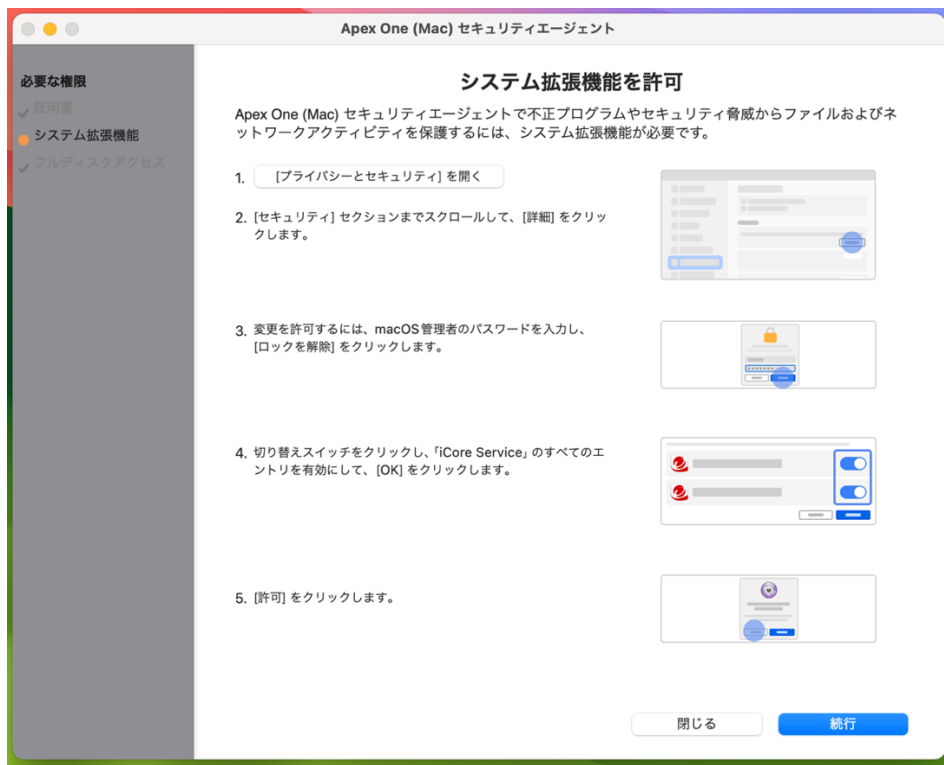 Apex One (Mac) セキュリティエージェント
必要な権限
証明書
システム拡張機能
フルディスクアクセス
システム拡張機能を許可
Apex One (Mac) セキュリティエージェントで不正プログラムやセキュリティ脅威からファイルおよびネ
ットワークアクティビティを保護するには、システム拡張機能が必要です。
1. [プライバシーとセキュリティ] を開く
2. [セキュリティ] セクションまでスクロールして、[詳細] をクリッ
クします。
3. 変更を許可するには、macOS管理者のパスワードを入力し、
[ロックを解除] をクリックします。
4. 切り替えスイッチをクリックし、「iCore Service」のすべてのエ
ントリを有効にして、[OK] をクリックします。
5. [許可] をクリックします。
閉じる
続行